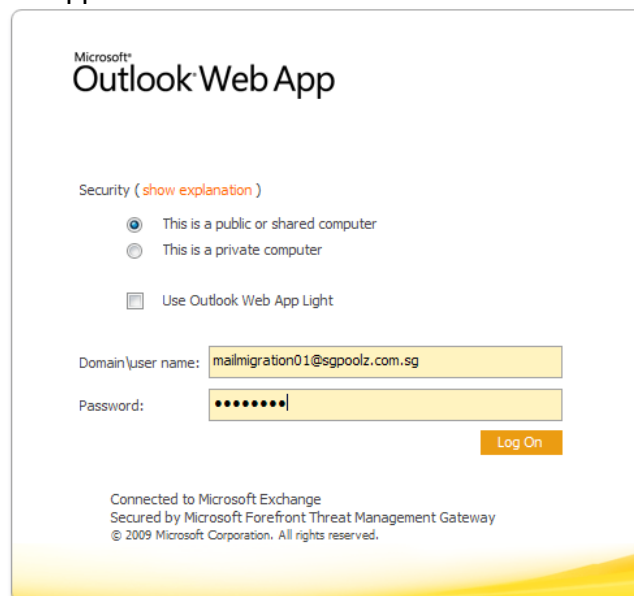 Microsoft®
Outlook® Web App
Security ( show explanation )
This is a public or shared computer
This is a private computer
Use Outlook Web App Light
Domain\user name: mailmigration01@sgpoolz.com.sg
Password: ••••••••
Log On
Connected to Microsoft Exchange
Secured by Microsoft Forefront Threat Management Gateway
© 2009 Microsoft Corporation. All rights reserved.